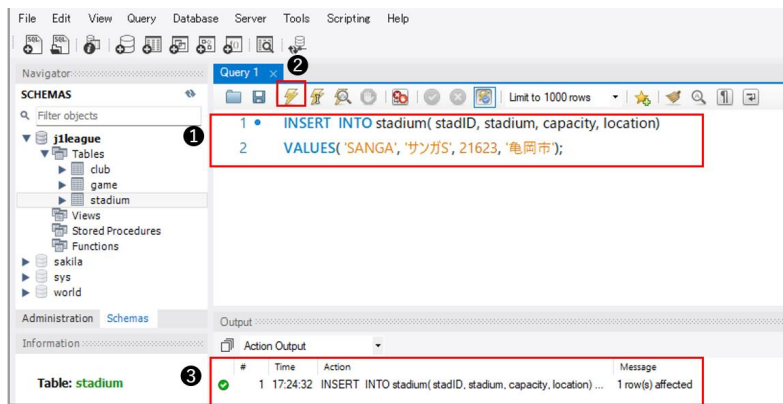 File Edit View Query Database Server Tools Scripting Help
Navigator
SCHEMAS
Filter objects
j1league
Tables
club
game
stadium
Views
Stored Procedures
Functions
sakila
sys
world
Administration Schemas
Information
Table: stadium
❶
❷
❸
Query 1
Limit to 1000 rows
1 INSERT INTO stadium( stadID, stadium, capacity, location)
2 VALUES( 'SANGA', 'サンガS', 21623, '亀岡市');
Output
Action Output
# Time Action Message
1 17:24:32 INSERT INTO stadium( stadID, stadium, capacity, location) ... 1 row(s) affected